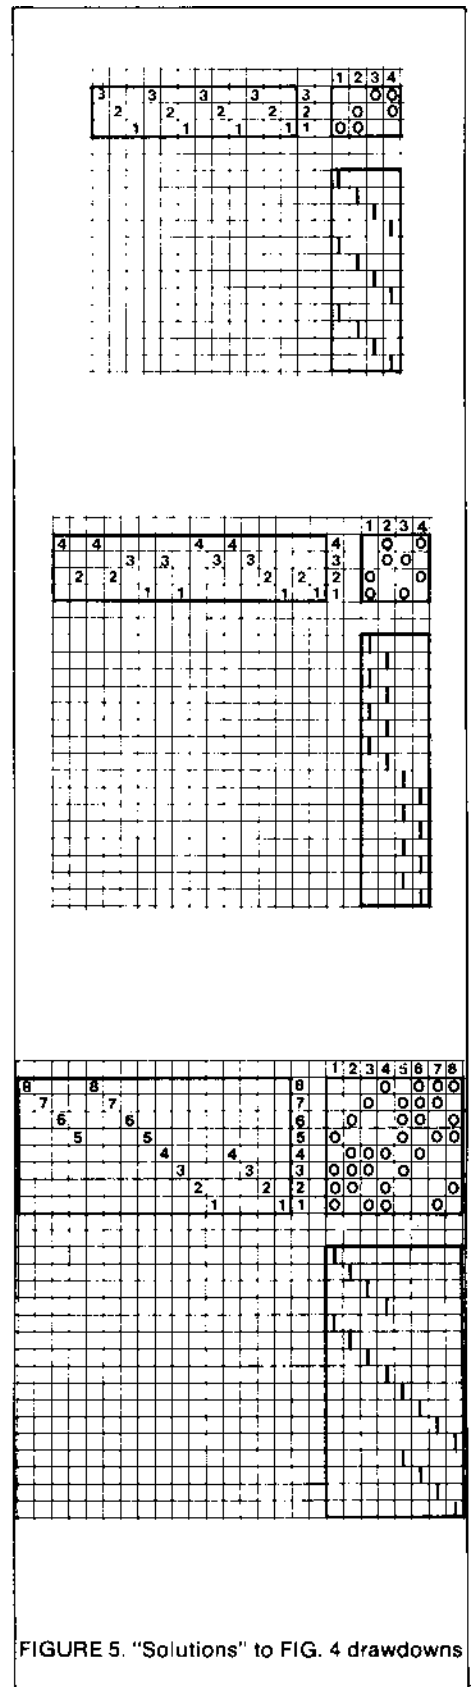 1 2 3 4
3 3 3 3 3 O O
2 2 2 2 2 O O
1 1 1 1 1 O O
1 2 3 4
4 4 4 4 4 O O
3 3 3 3 3 O O
2 2 2 2 2 O O
1 1 1 1 1 O O
1 2 3 4 5 6 7 8
8 8 8 O O O O
7 7 7 O O O O
6 6 6 O O O O
5 5 5 O O O O
4 4 4 O O O O
3 3 3 O O O O
2 2 2 O O O O
1 1 1 O O O O
FIGURE 5. "Solutions" to FIG. 4 drawdowns